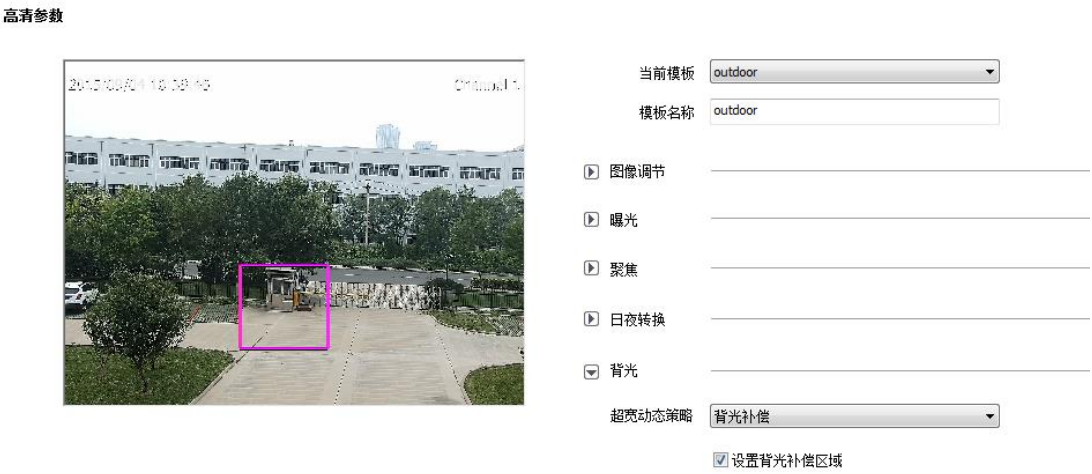 高清参数
当前模板 outdoor
模板名称 outdoor
图像调节
曝光
聚焦
日夜转换
背光
超宽动态策略 背光补偿
设置背光补偿区域